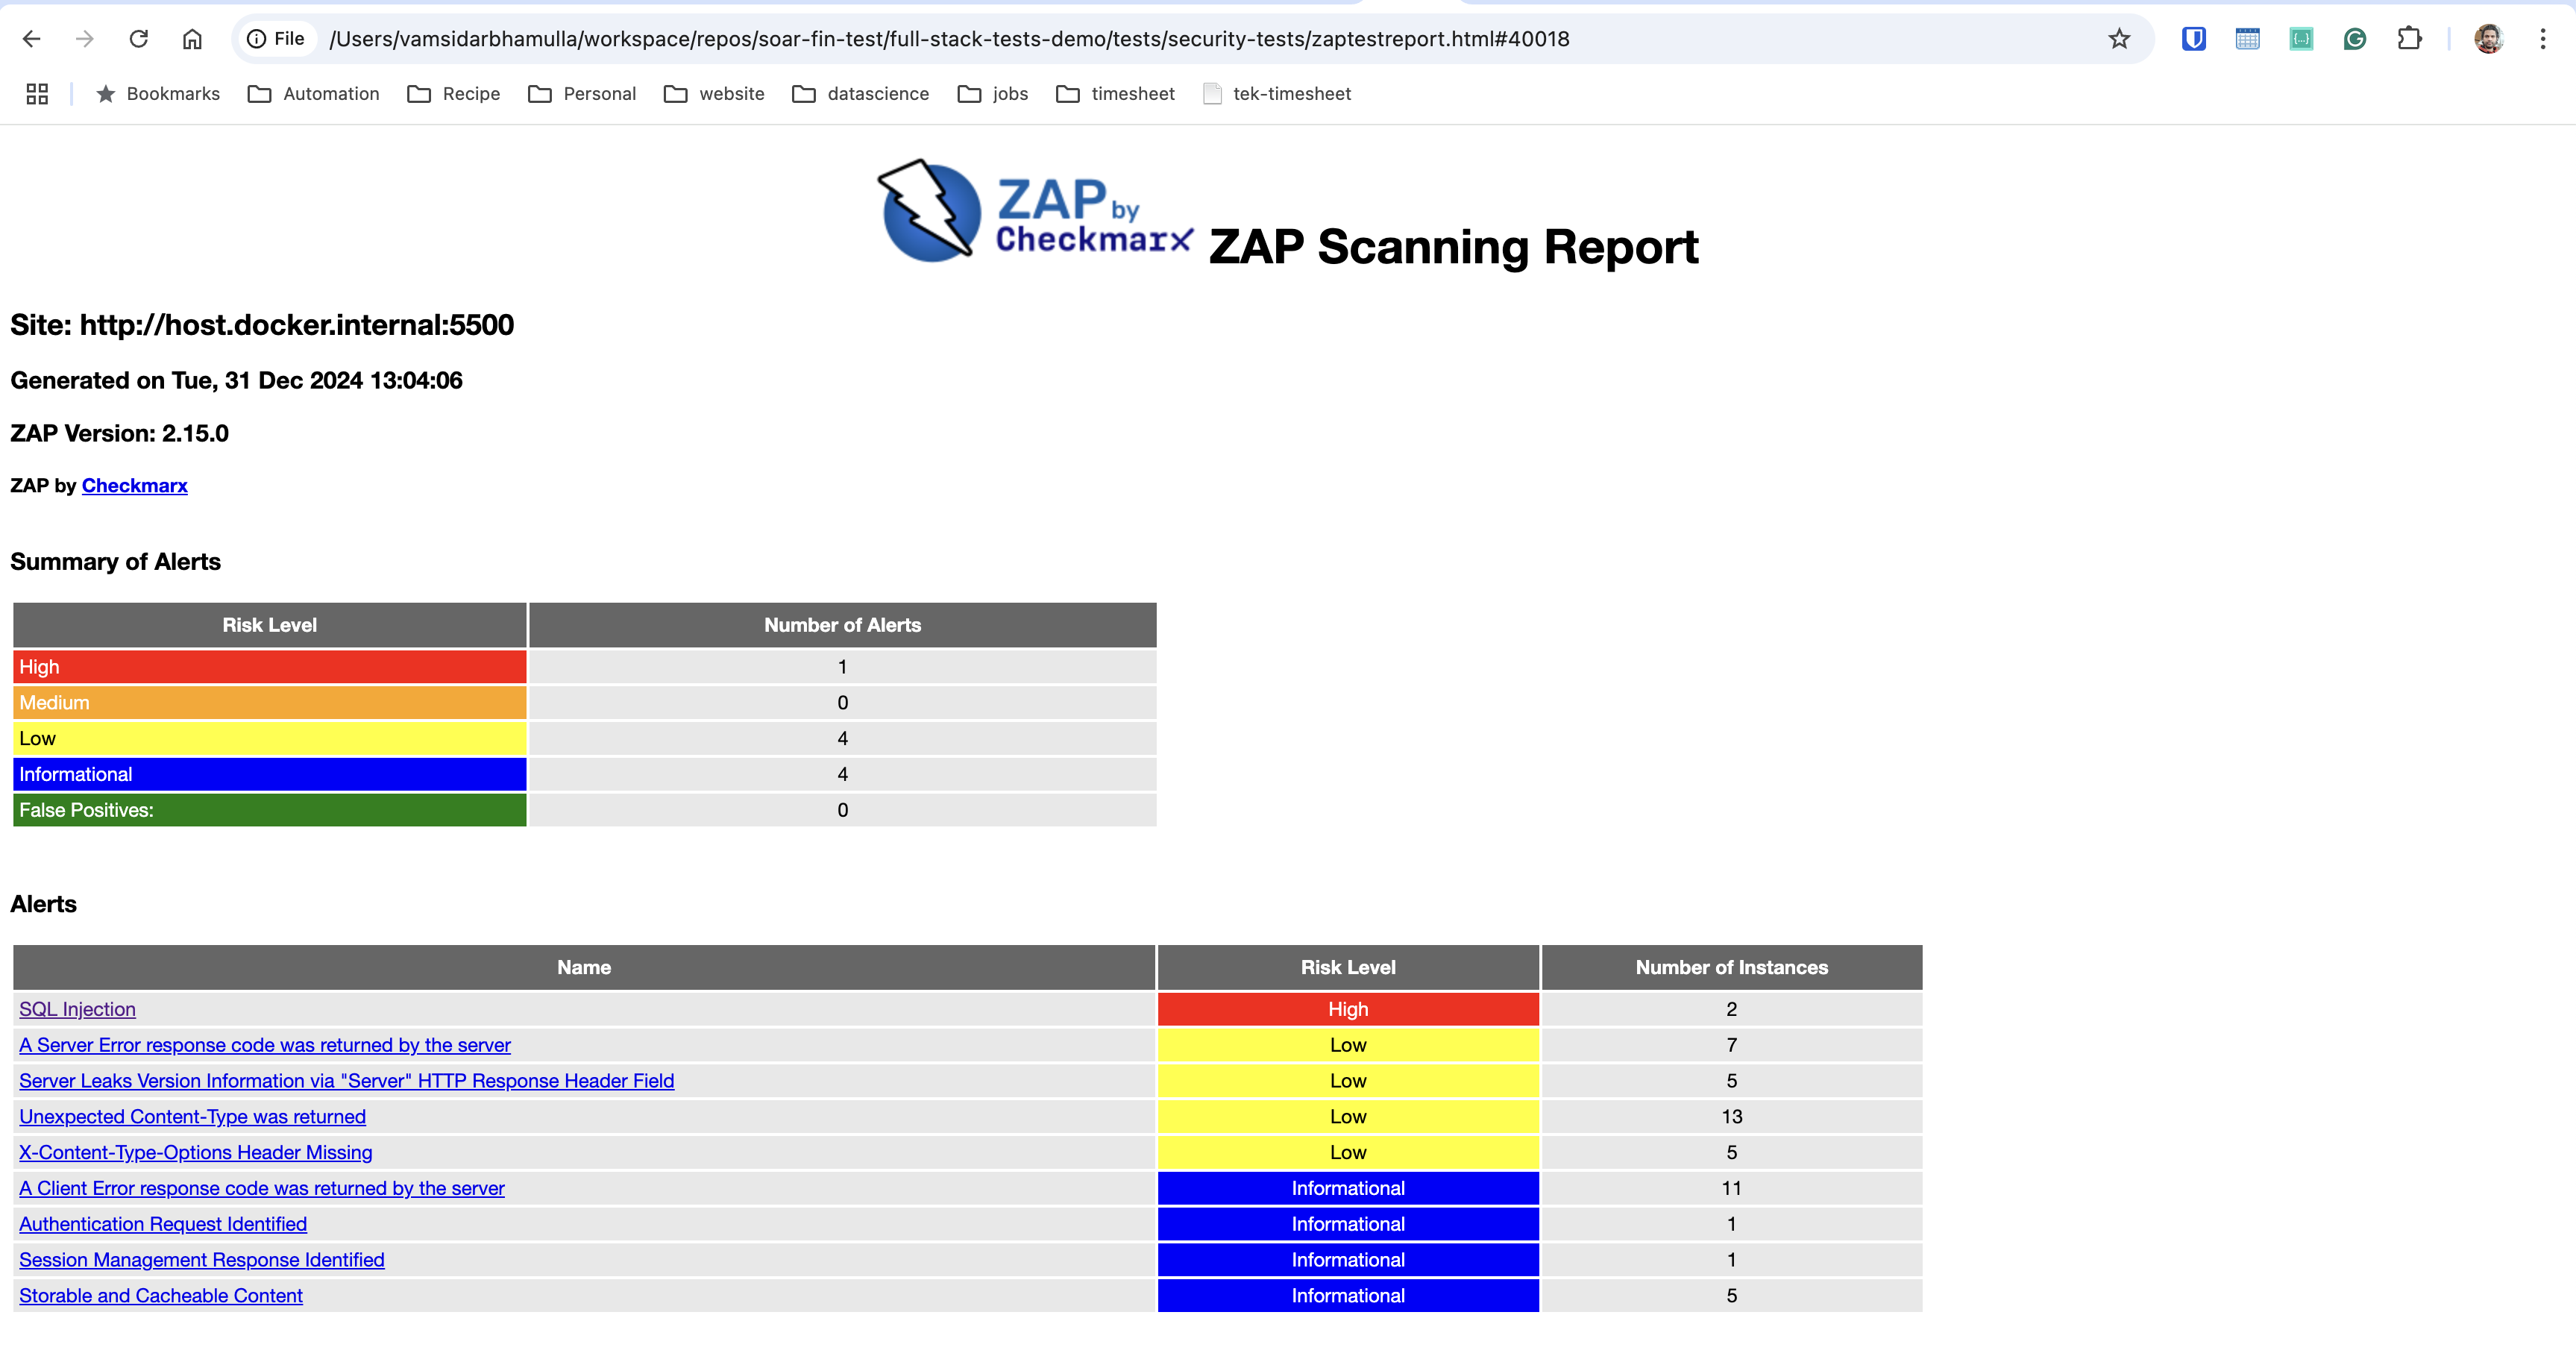 File /Users/vamsidarbhamulla/workspace/repos/soar-fin-test/full-stack-tests-demo/tests/security-tests/zaptestreport.html#40018
Bookmarks Automation Recipe Personal website datascience jobs timesheet tek-timesheet
ZAP by
Checkmarx ZAP Scanning Report
Site: http://host.docker.internal:5500
Generated on Tue, 31 Dec 2024 13:04:06
ZAP Version: 2.15.0
ZAP by Checkmarx
Summary of Alerts
Risk Level Number of Alerts
High 1
Medium 0
Low 4
Informational 4
False Positives: 0
Alerts
Name Risk Level Number of Instances
SQL Injection High 2
A Server Error response code was returned by the server Low 7
Server Leaks Version Information via "Server" HTTP Response Header Field Low 5
Unexpected Content-Type was returned Low 13
X-Content-Type-Options Header Missing Low 5
A Client Error response code was returned by the server Informational 11
Authentication Request Identified Informational 1
Session Management Response Identified Informational 1
Storable and Cacheable Content Informational 5